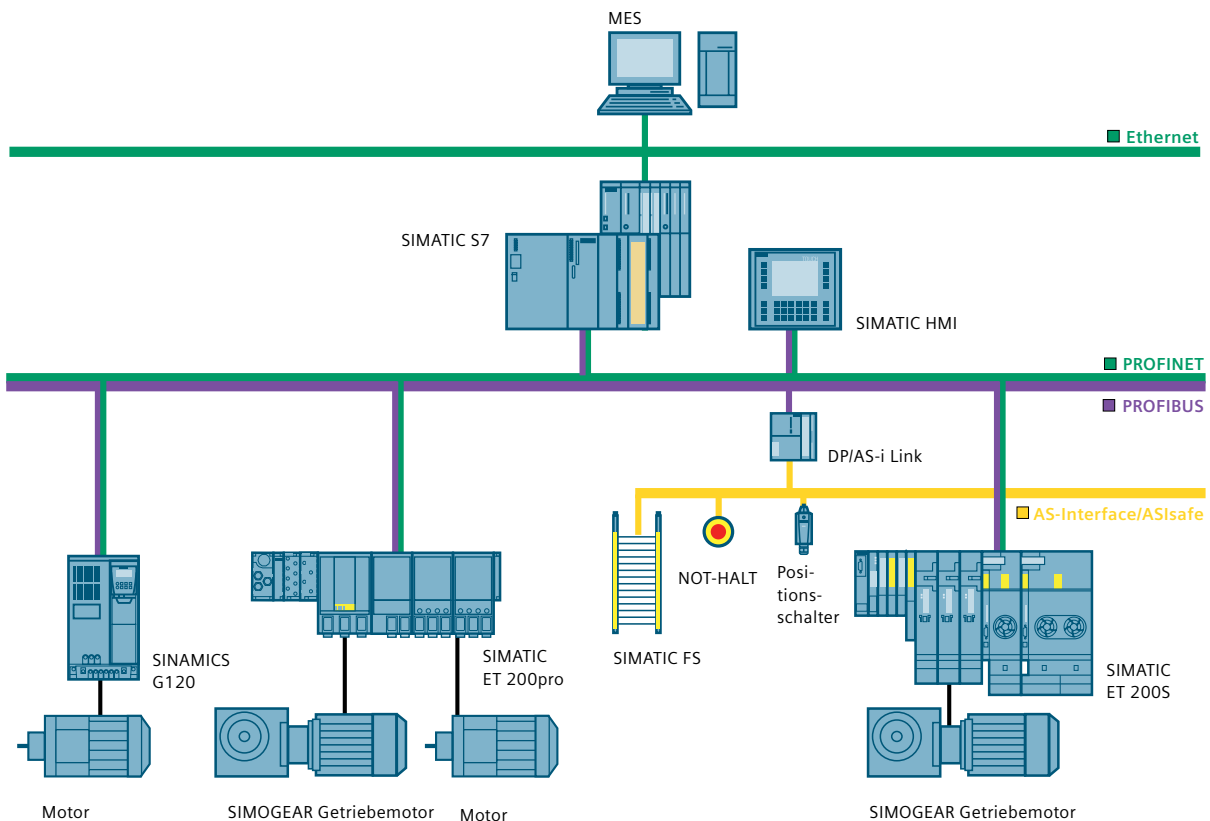 MES
Ethernet
SIMATIC S7
SIMATIC HMI
PROFINET
PROFIBUS
DP/AS-i Link
AS-Interface/ASIsafe
NOT-HALT
Posi-
tions-
schalter
SIMATIC FS
SINAMICS
G120
SIMATIC
ET 200pro
SIMATIC
ET 200S
Motor
SIMOGEAR Getriebemotor
Motor
SIMOGEAR Getriebemotor